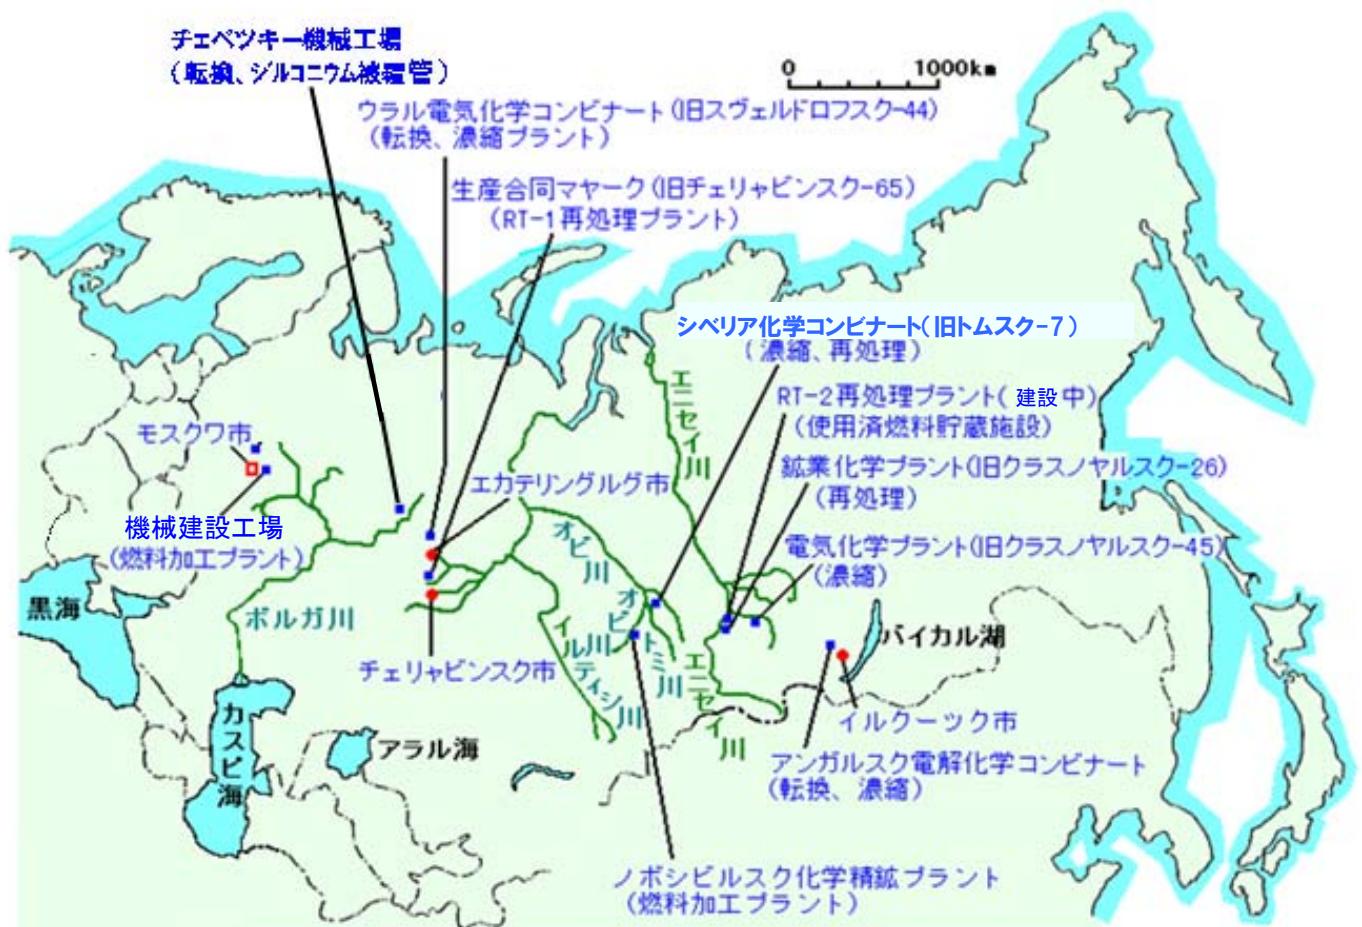 チェペツキー機械工場
(転換、ジルコニウム被覆管)
0 1000km
ウラル電気化学コンビナート(旧スヴェルドロフスク-44)
(転換、濃縮プラント)
生産合同マヤーク(旧チェリャビンスク-65)
(RT-1再処理プラント)
シベリア化学コンビナート(旧トムスク-7)
(濃縮、再処理)
エニセイ川
RT-2再処理プラント(建設中)
(使用済燃料貯蔵施設)
モスクワ市
鉱業化学プラント(旧クラスノヤルスク-26)
(再処理)
エカテリングルグ市
機械建設工場
(燃料加工プラント)
オビ川
電気化学プラント(旧クラスノヤルスク-45)
(濃縮)
黒海
ボルガ川
オビ川
トミ川
イルティシ川
エニセイ川
バイカル湖
チェリャビンスク市
カスピ海
アラル海
イルクーツク市
アンガルスク電解化学コンビナート
(転換、濃縮)
ノボシビルスク化学精鉱プラント
(燃料加工プラント)